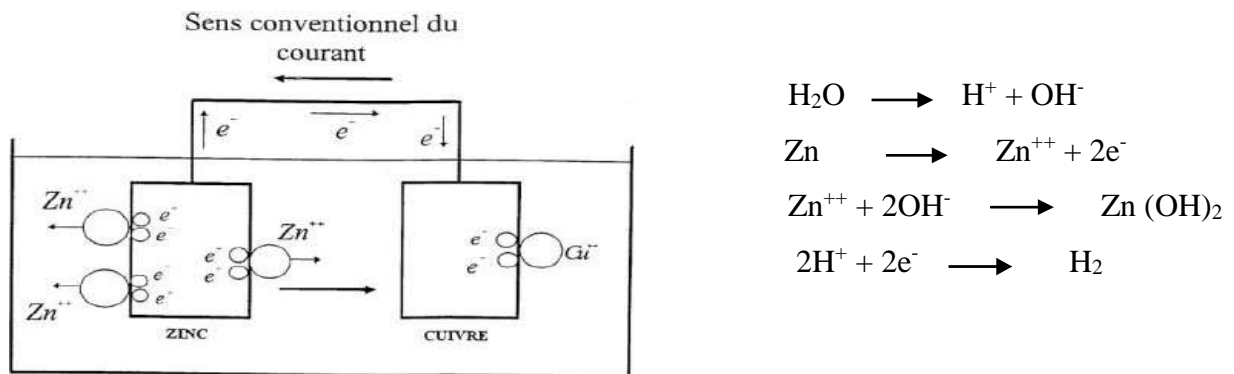 Sens conventionnel du
courant
e⁻ e⁻ e⁻
Zn⁺⁺
e⁻
e⁻
Zn⁺⁺
e⁻
e⁻
e⁻
e⁻
Zn⁺⁺
e⁻
e⁻
Cu⁺⁺
ZINC
CUIVRE
H₂O → H⁺ + OH⁻
Zn → Zn⁺⁺ + 2e⁻
Zn⁺⁺ + 2OH⁻ → Zn (OH)₂
2H⁺ + 2e⁻ → H₂